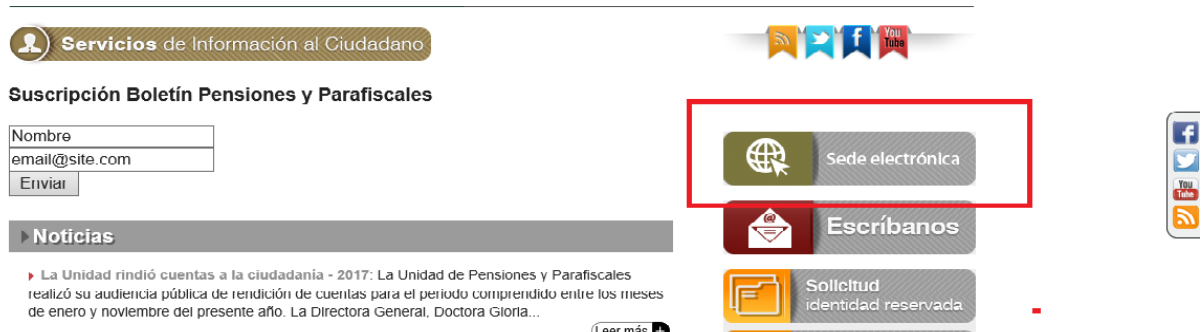 Servicios de Información al Ciudadano
You
Tube
Suscripción Boletín Pensiones y Parafiscales
Nombre
email@site.com
Enviar
Sede electrónica
You
Tube
Escríbanos
Noticias
La Unidad rindió cuentas a la ciudadanía - 2017: La Unidad de Pensiones y Parafiscales
realizó su audiencia pública de rendición de cuentas para el periodo comprendido entre los meses
de enero y noviembre del presente año. La Directora General, Doctora Gloria...
Leer más
Solicitud
identidad reservada